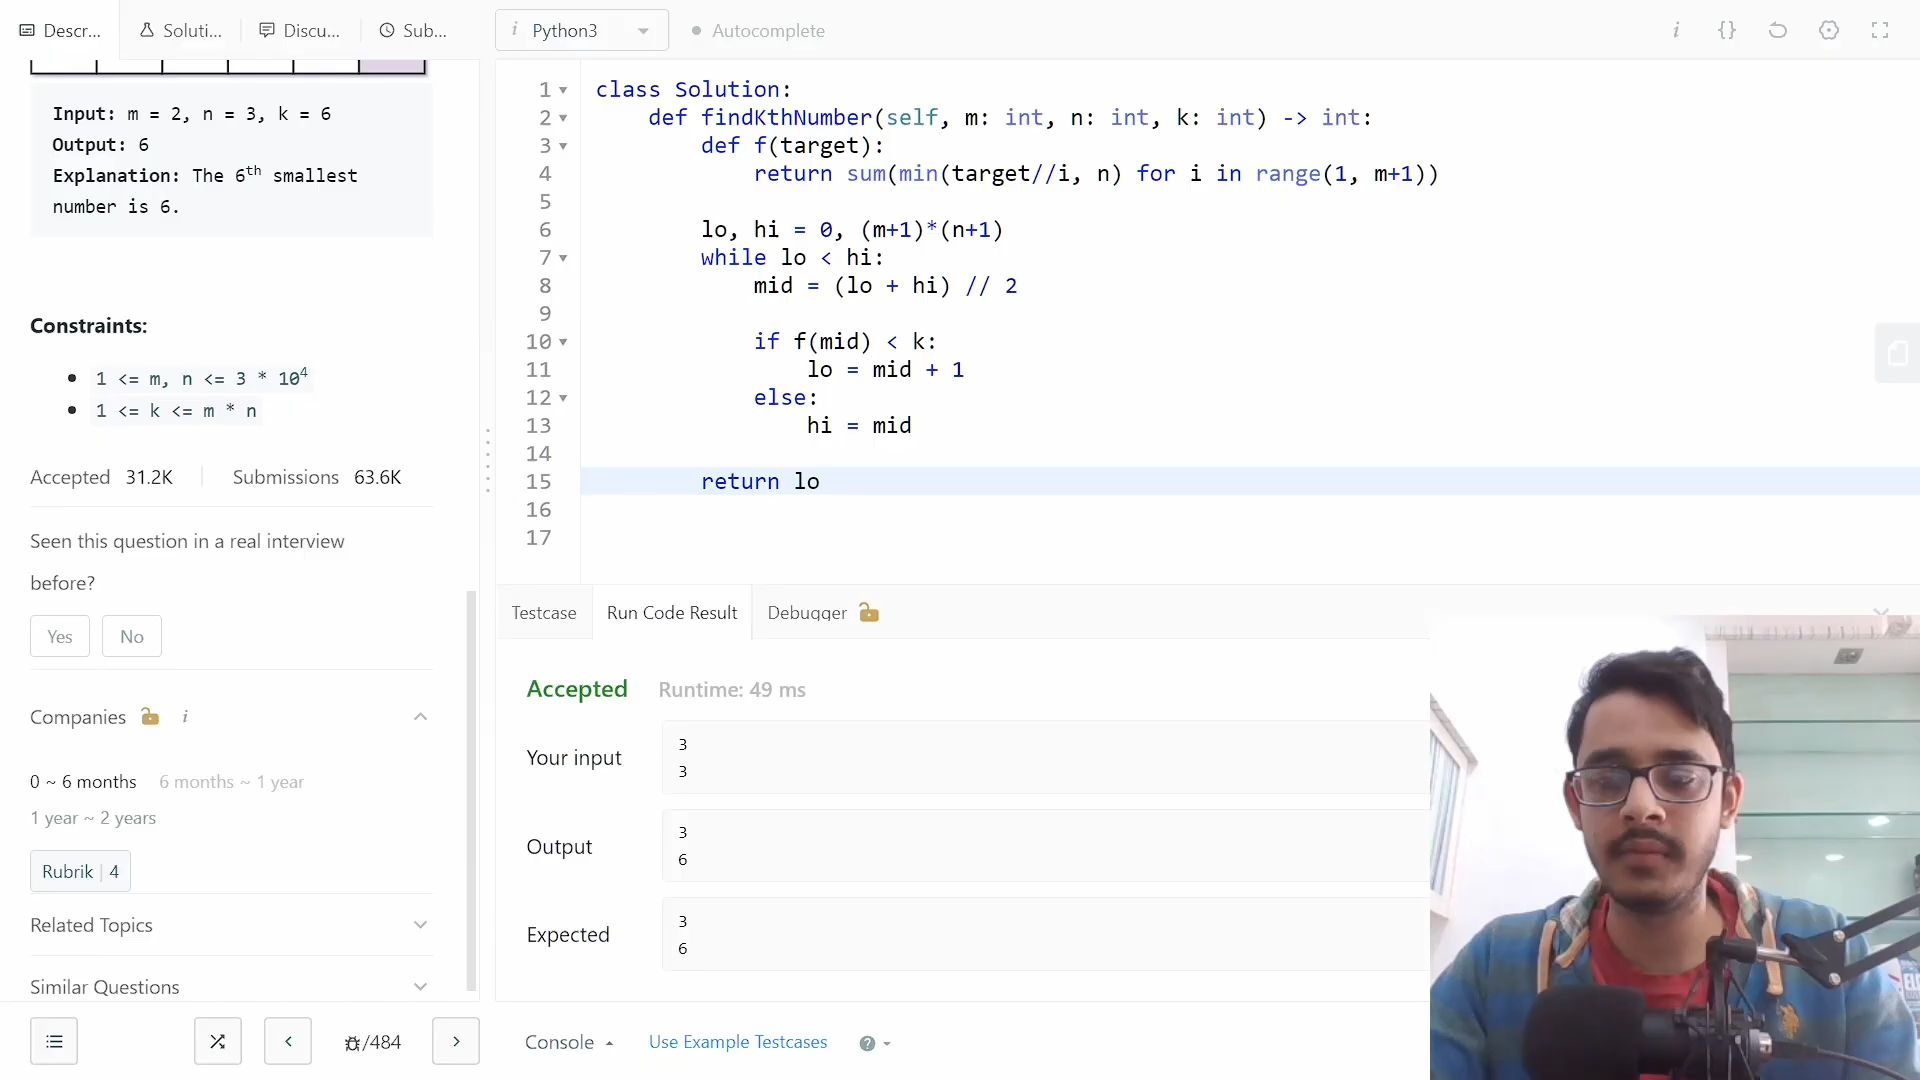 Descr...
Soluti...
Discu...
Sub...
i Python3
Autocomplete
i {}
Input: m = 2, n = 3, k = 6
Output: 6
Explanation: The 6th smallest
number is 6.
Constraints:
1 <= m, n <= 3 * 10^4
1 <= k <= m * n
Accepted 31.2K Submissions 63.6K
Seen this question in a real interview
before?
Yes No
Companies i
0 ~ 6 months 6 months ~ 1 year
1 year ~ 2 years
Rubrik | 4
Related Topics
Similar Questions
/484
1 class Solution:
2 def findKthNumber(self, m: int, n: int, k: int) -> int:
3 def f(target):
4 return sum(min(target//i, n) for i in range(1, m+1))
5
6 lo, hi = 0, (m+1)*(n+1)
7 while lo < hi:
8 mid = (lo + hi) // 2
9
10 if f(mid) < k:
11 lo = mid + 1
12 else:
13 hi = mid
14
15 return lo
16
17
Testcase Run Code Result Debugger
Accepted Runtime: 49 ms
Your input
3
3
Output
3
6
Expected
3
6
Console Use Example Testcases ?